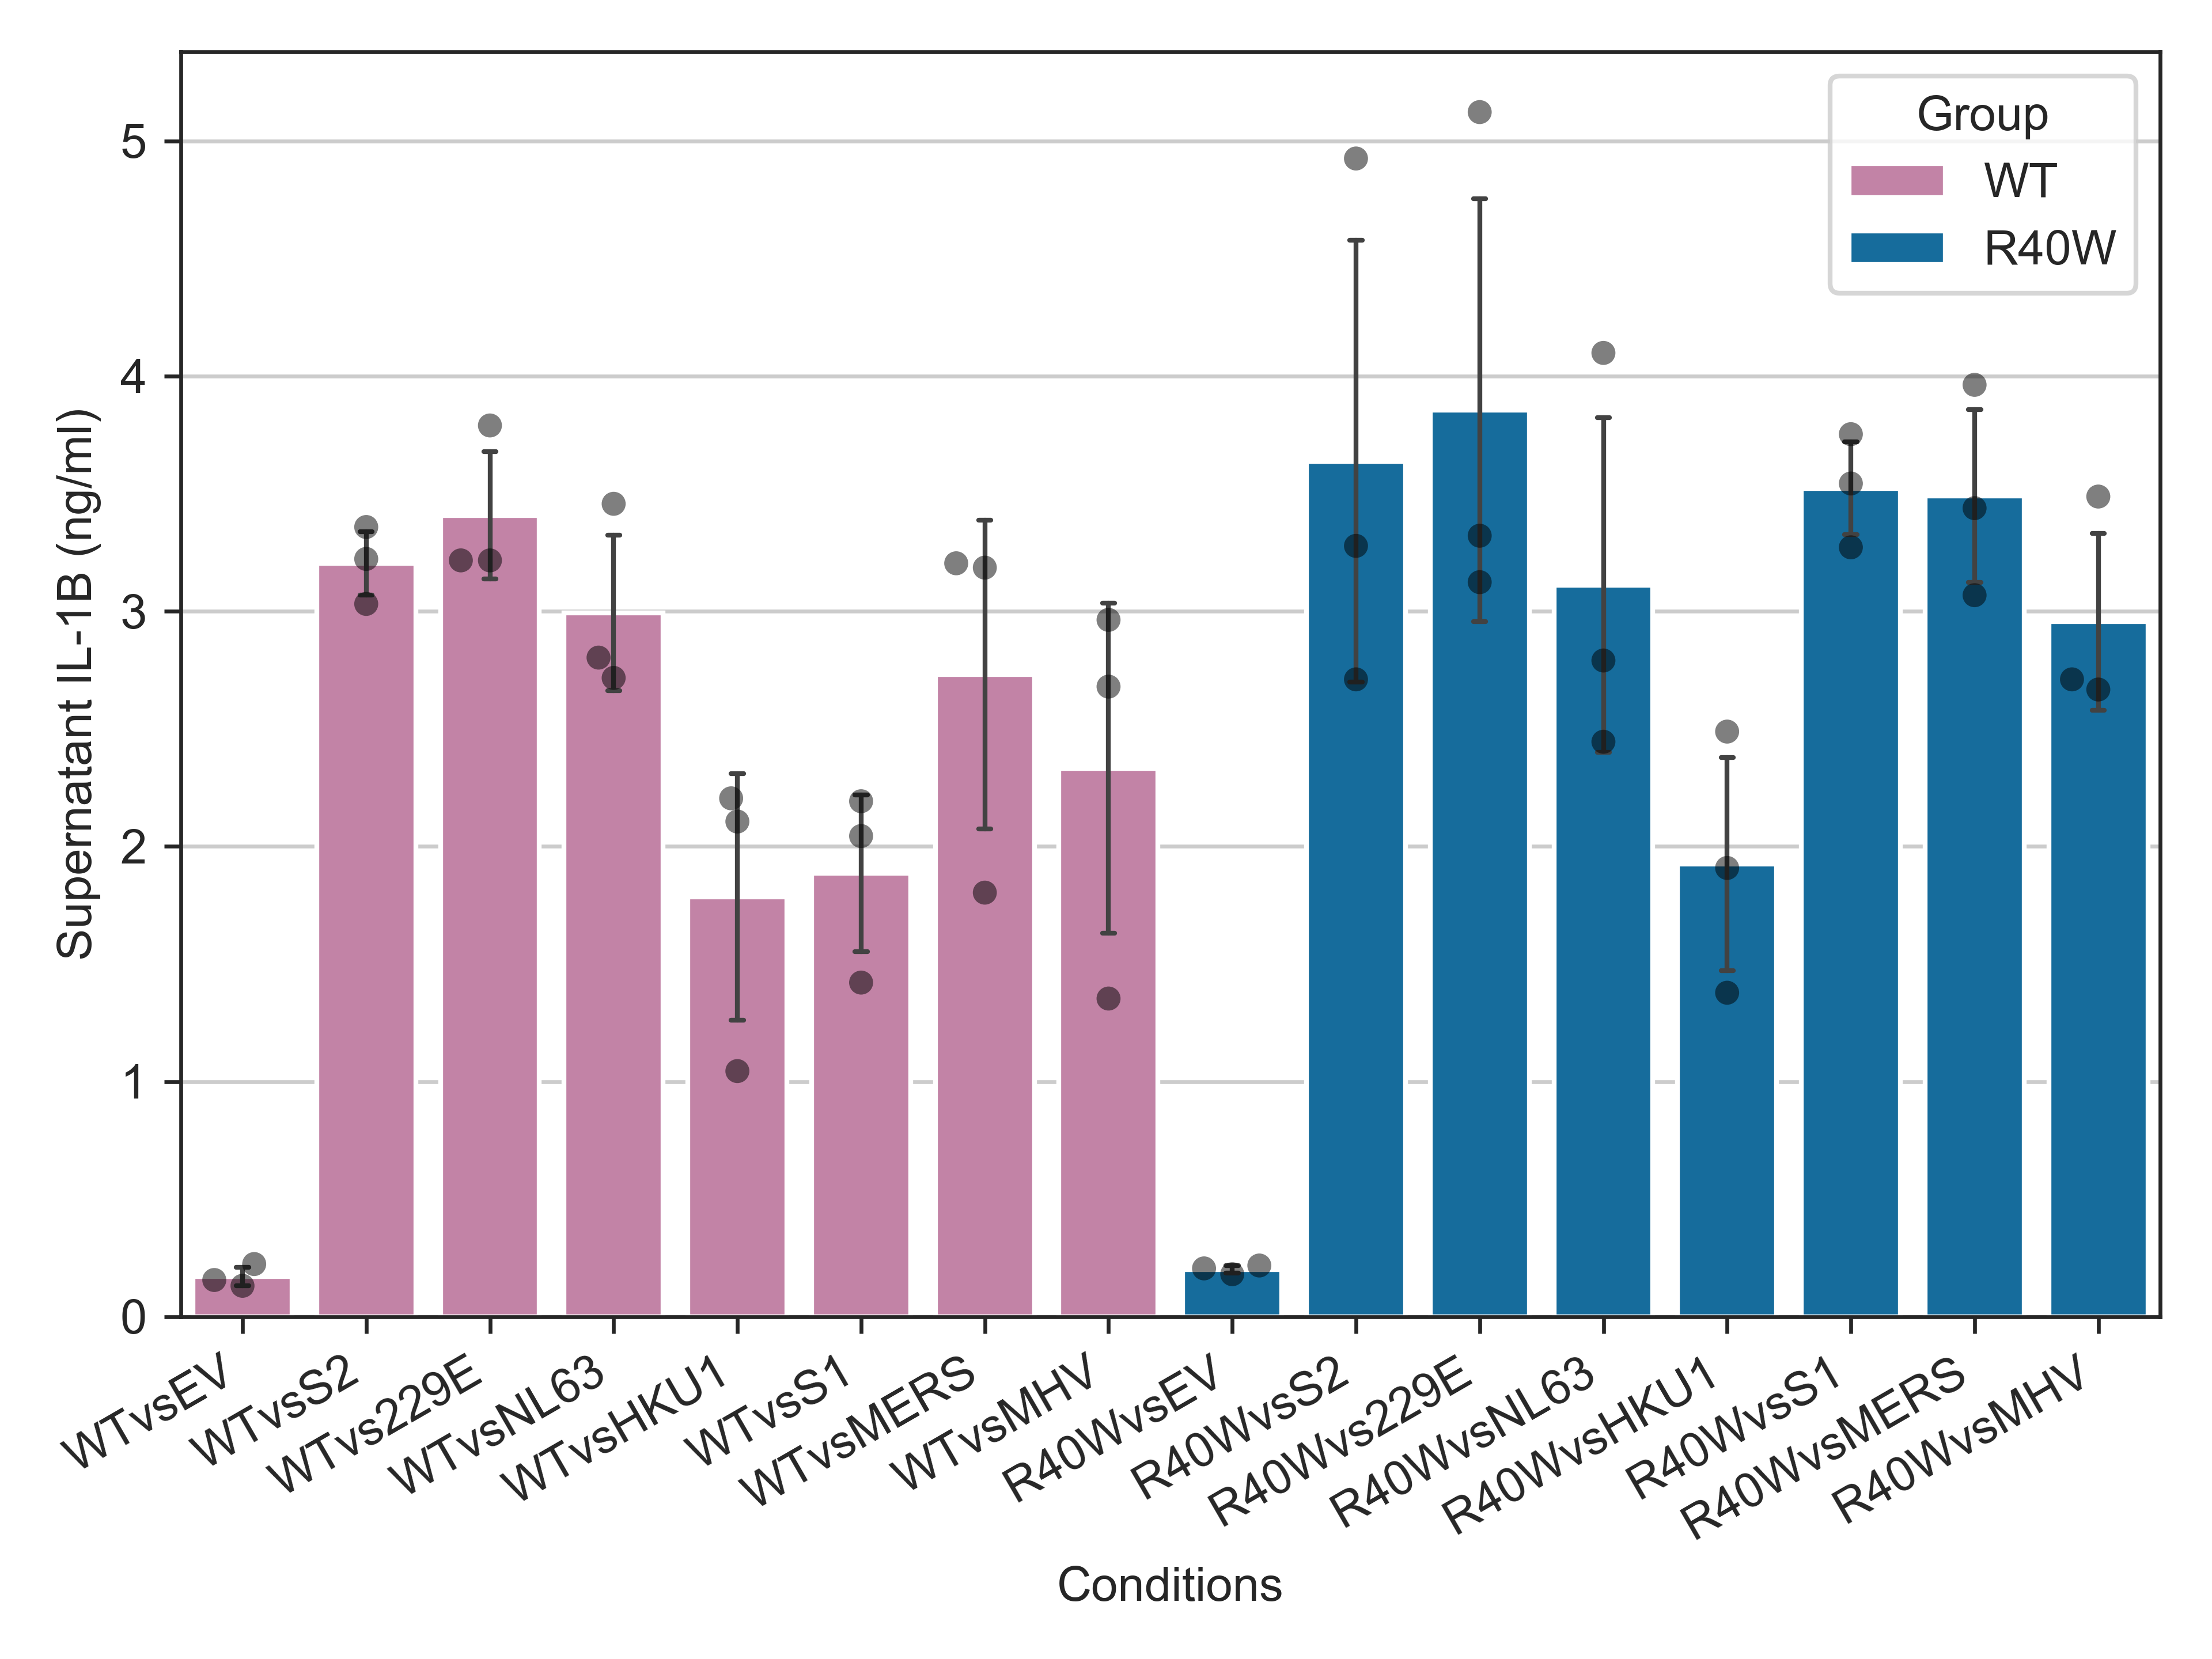 Group
WT
R40W
5
4
3
2
1
0
Supernatant IL-1B (ng/ml)
WTvsEV
WTvsS2
WTvs229E
WTvsNL63
WTvsHKU1
WTvsS1
WTvsMERS
WTvsMHV
R40WvsEV
R40WvsS2
R40Wvs229E
R40WvsNL63
R40WvsHKU1
R40WvsS1
R40WvsMERS
R40WvsMHV
Conditions